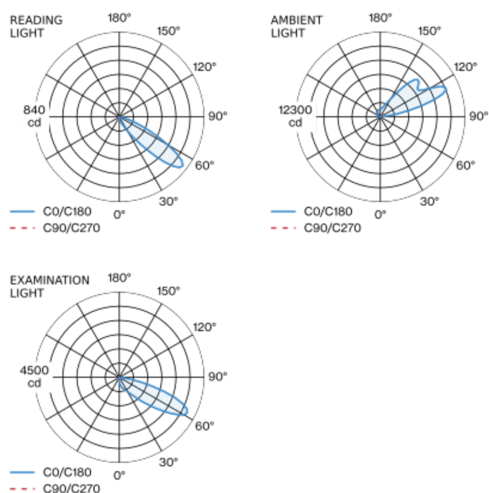 READING
LIGHT
180°
150°
120°
840
cd
90°
60°
30°
0°
C0/C180
C90/C270
AMBIENT
LIGHT
180°
150°
120°
12300
cd
90°
60°
30°
0°
C0/C180
C90/C270
EXAMINATION
LIGHT
180°
150°
120°
4500
cd
90°
60°
30°
0°
C0/C180
C90/C270